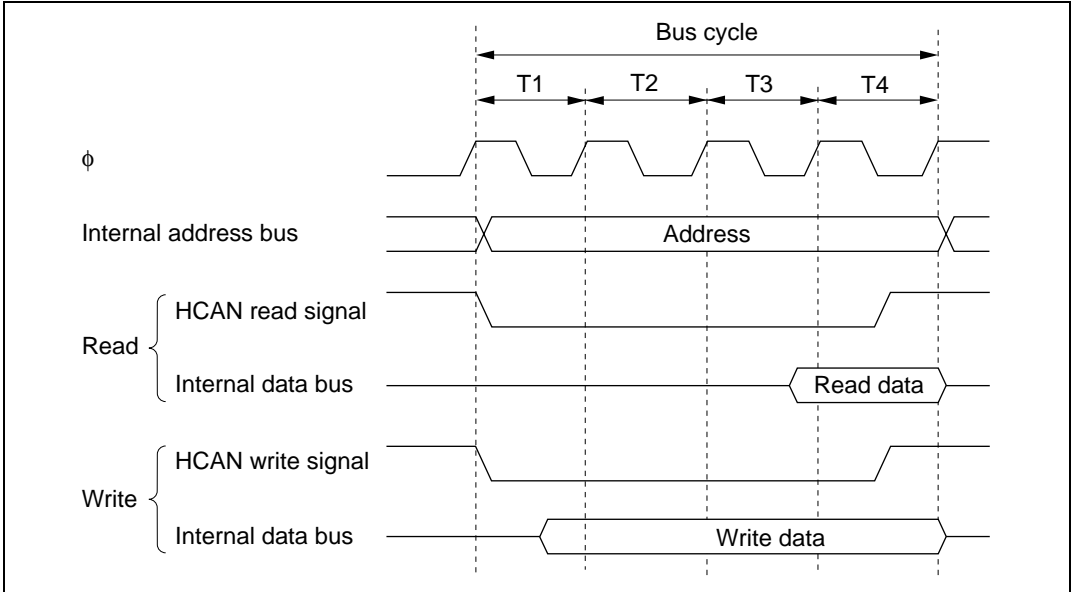 Bus cycle
T1 T2 T3 T4
ϕ
Internal address bus Address
HCAN read signal
Read
Internal data bus Read data
HCAN write signal
Write
Internal data bus Write data